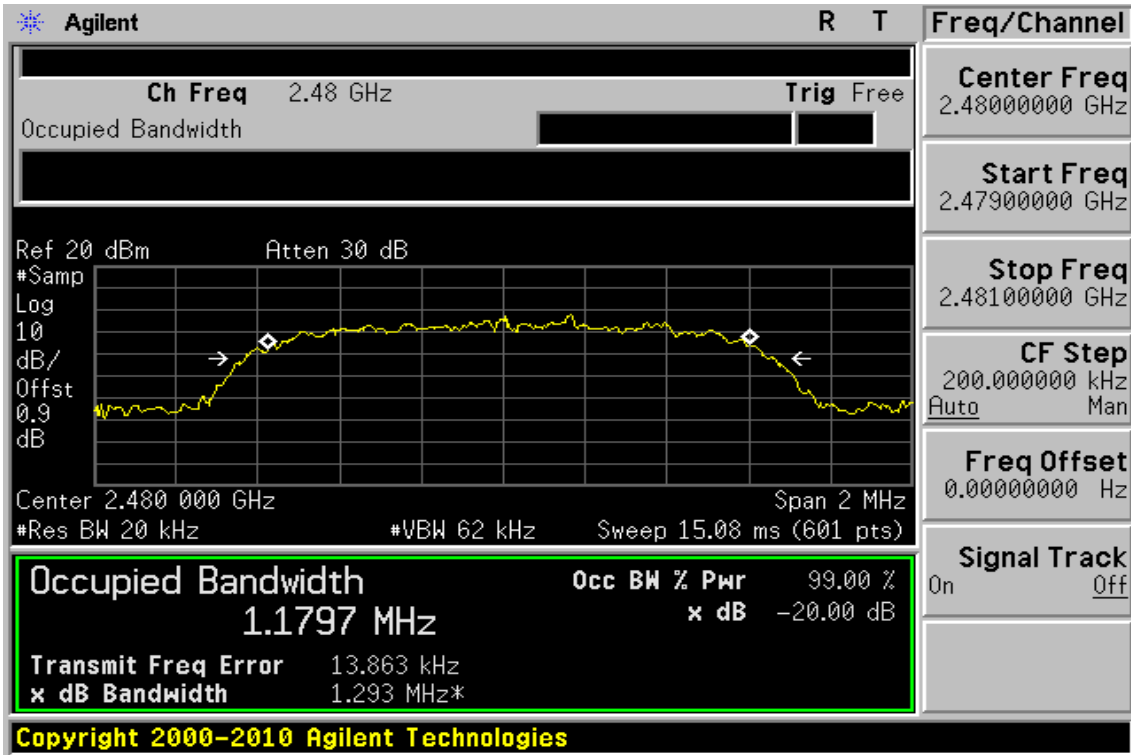 Agilent R T
Ch Freq 2.48 GHz Trig Free
Occupied Bandwidth
Ref 20 dBm Atten 30 dB
#Samp
Log
10
dB/
Offst
0.9
dB
Center 2.480 000 GHz Span 2 MHz
#Res BW 20 kHz #VBW 62 kHz Sweep 15.08 ms (601 pts)
Occupied Bandwidth Occ BW % Pwr 99.00 %
1.1797 MHz x dB -20.00 dB
Transmit Freq Error 13.863 kHz
x dB Bandwidth 1.293 MHz*
Copyright 2000-2010 Agilent Technologies
Freq/Channel
Center Freq
2.48000000 GHz
Start Freq
2.47900000 GHz
Stop Freq
2.48100000 GHz
CF Step
200.000000 kHz
Auto Man
Freq Offset
0.00000000 Hz
Signal Track
On Off